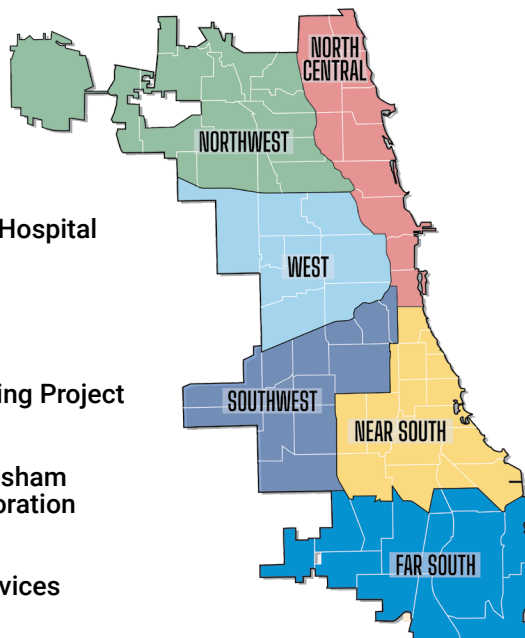 NORTH
CENTRAL
NORTHWEST
Hospital
WEST
ing Project
SOUTHWEST
NEAR SOUTH
sham
oration
FAR SOUTH
vices